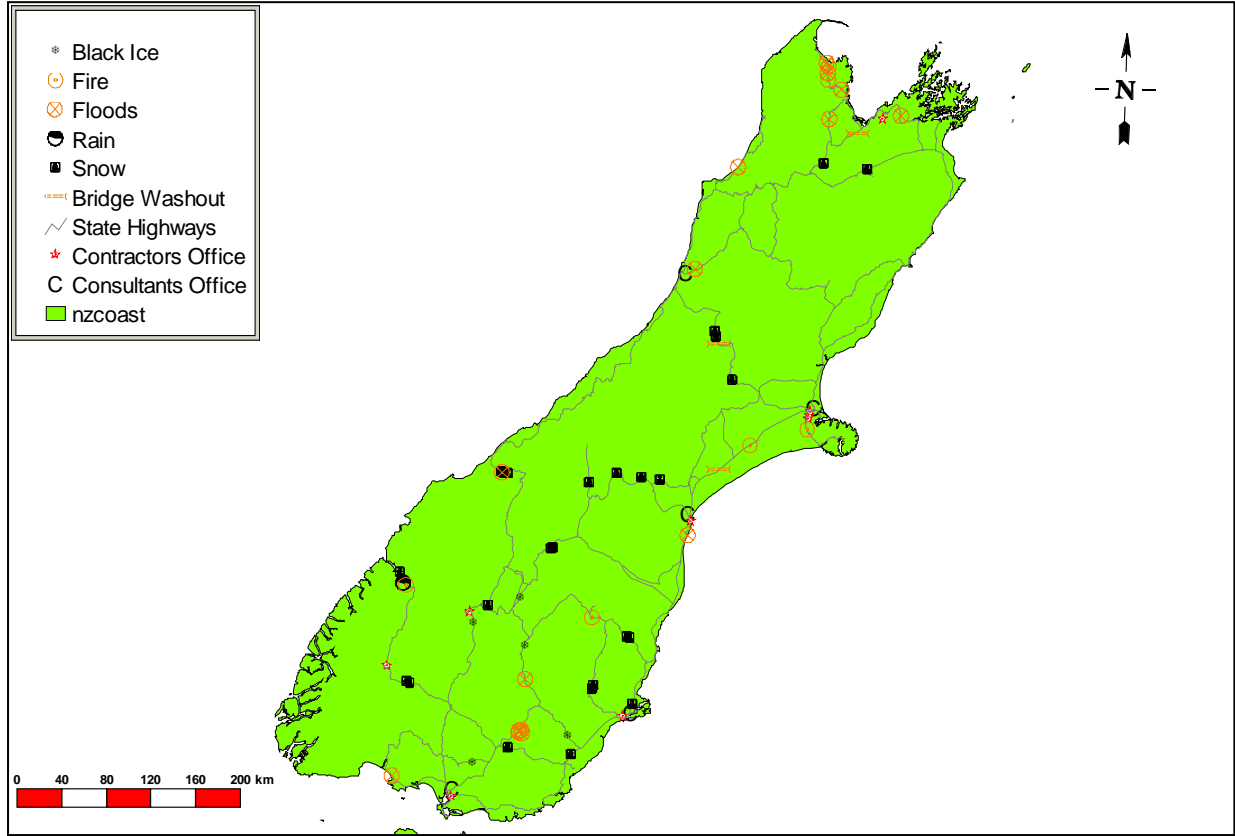 Black Ice
Fire
Floods
Rain
Snow
Bridge Washout
State Highways
Contractors Office
C Consultants Office
nzcoast
N
C
C
C
C
C
0 40 80 120 160 200 km